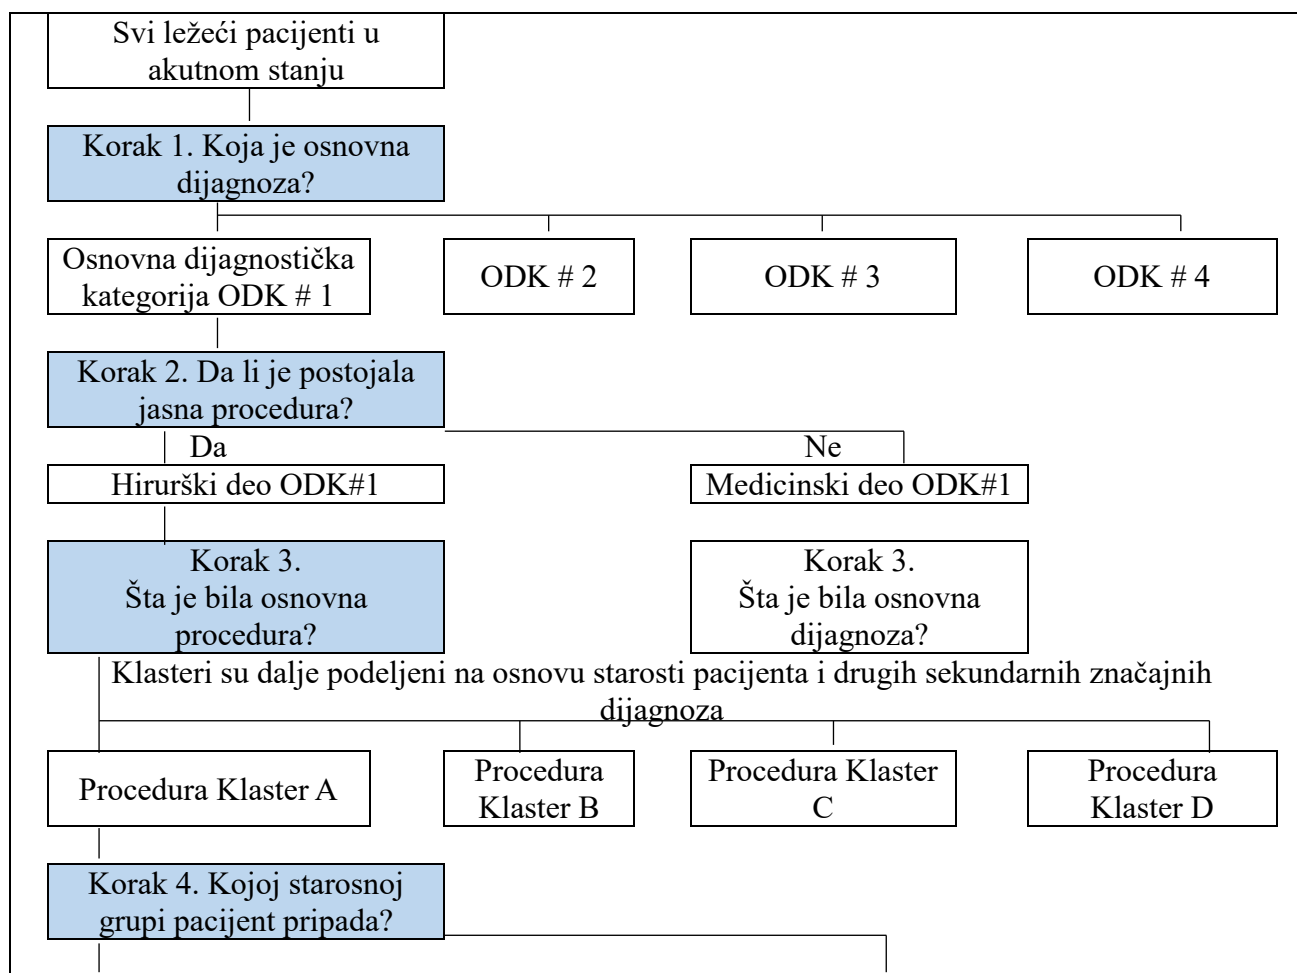 Svi ležeći pacijenti u
akutnom stanju
Korak 1. Koja je osnovna
dijagnoza?
Osnovna dijagnostička
kategorija ODK # 1
ODK # 2
ODK # 3
ODK # 4
Korak 2. Da li je postojala
jasna procedura?
Da
Ne
Hirurški deo ODK#1
Medicinski deo ODK#1
Korak 3.
Šta je bila osnovna
procedura?
Korak 3.
Šta je bila osnovna
dijagnoza?
Klasteri su dalje podeljeni na osnovu starosti pacijenta i drugih sekundarnih značajnih
dijagnoza
Procedura Klaster A
Procedura
Klaster B
Procedura Klaster
C
Procedura
Klaster D
Korak 4. Kojoj starosnoj
grupi pacijent pripada?